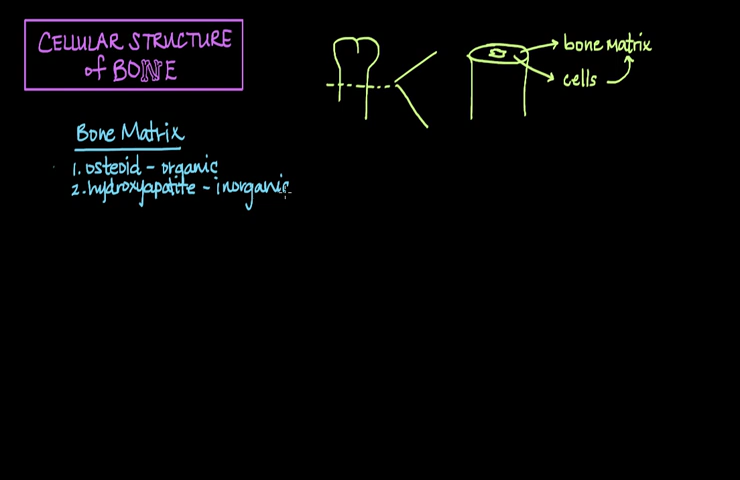 CELLULAR STRUCTURE
of BONE
bone matrix
cells
Bone Matrix
1. osteoid - organic
2. hydroxyapatite - inorganic